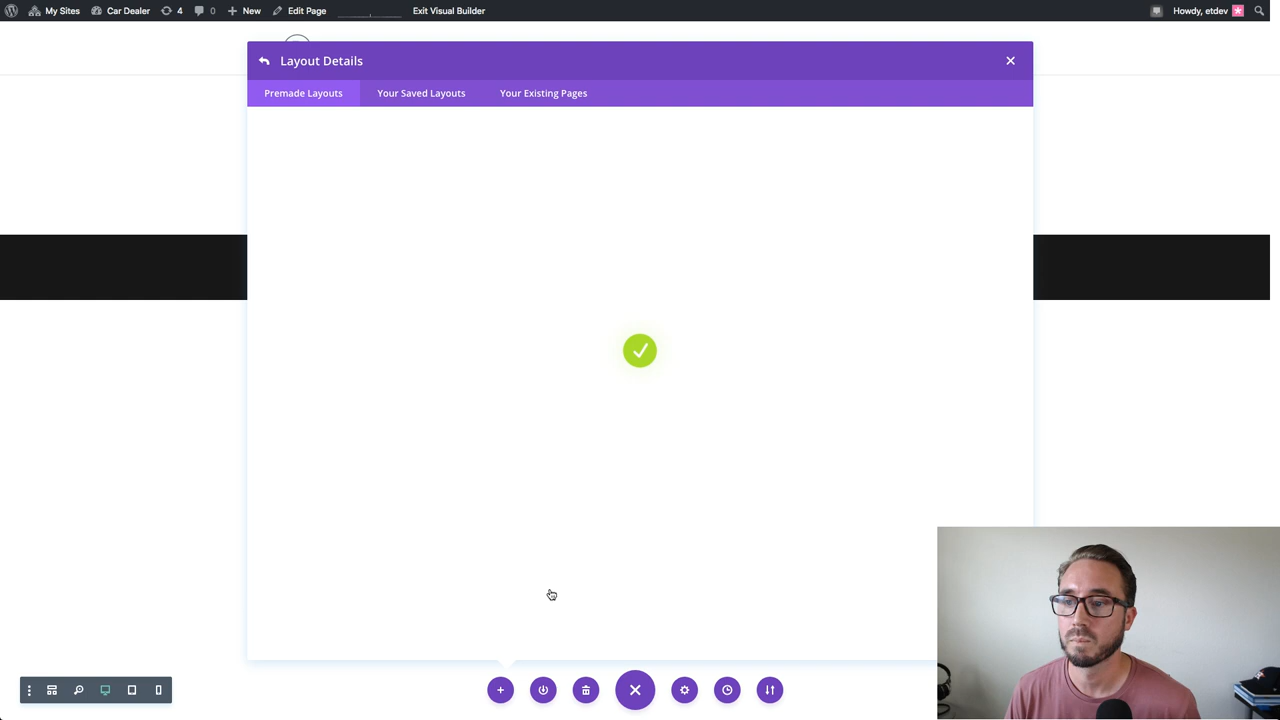 My Sites Car Dealer 4 0 New Edit Page Exit Visual Builder Howdy, etdev
Layout Details
Premade Layouts Your Saved Layouts Your Existing Pages